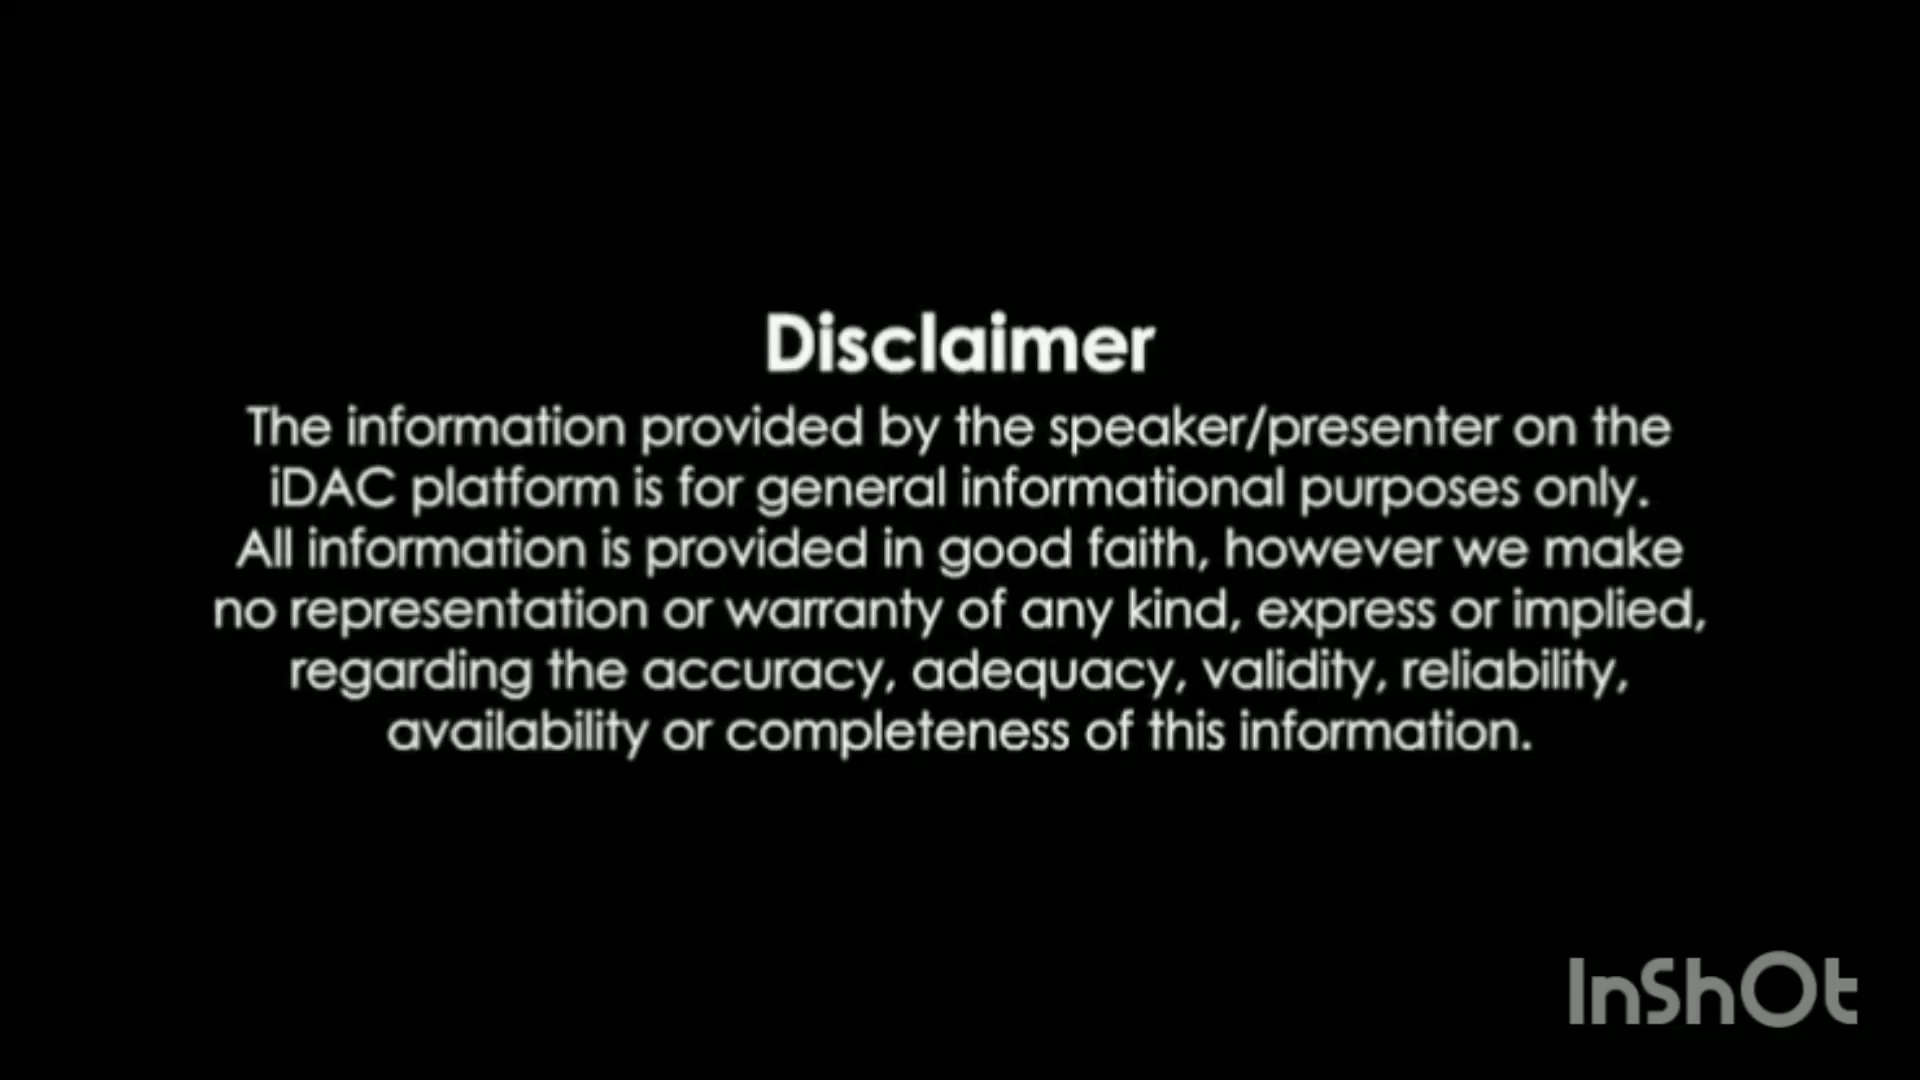 Disclaimer
The information provided by the speaker/presenter on the
iDAC platform is for general informational purposes only.
All information is provided in good faith, however we make
no representation or warranty of any kind, express or implied,
regarding the accuracy, adequacy, validity, reliability,
availability or completeness of this information.
InShOt